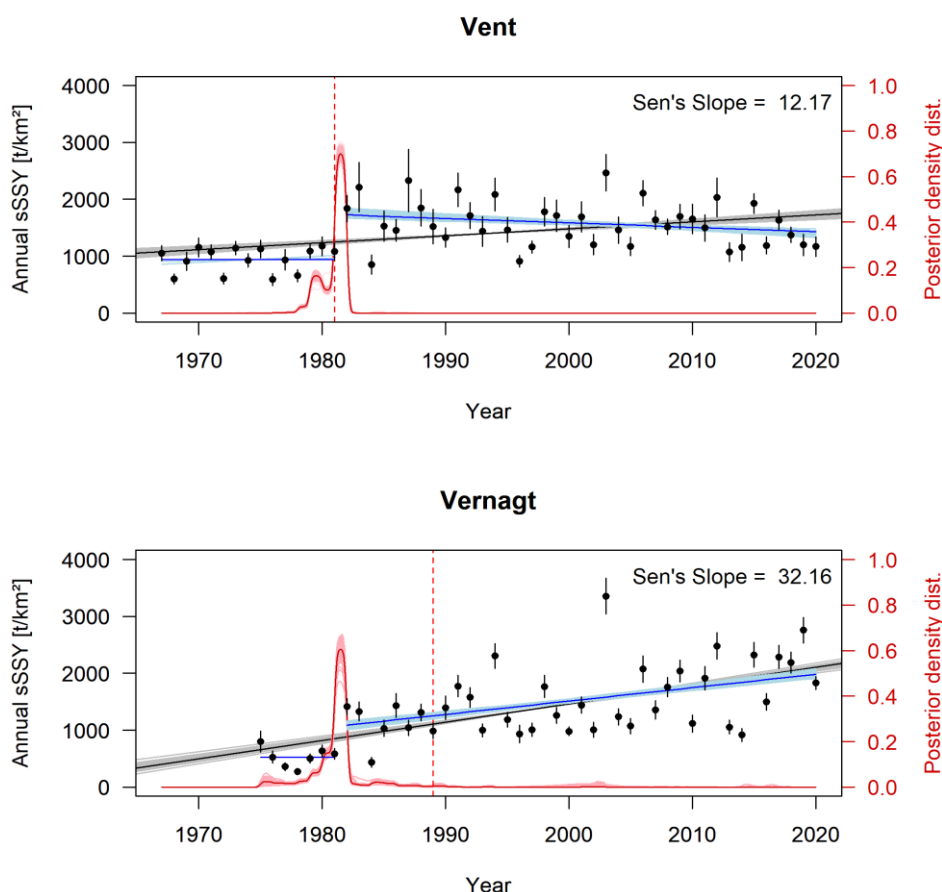 Vent
Annual sSSY [t/km²]
4000
3000
2000
1000
0
Sen's Slope = 12.17
1.0
0.8
0.6
0.4
0.2
0.0
Posterior density dist.
1970 1980 1990 2000 2010 2020
Year
Vernagt
Annual sSSY [t/km²]
4000
3000
2000
1000
0
Sen's Slope = 32.16
1.0
0.8
0.6
0.4
0.2
0.0
Posterior density dist.
1970 1980 1990 2000 2010 2020
Year